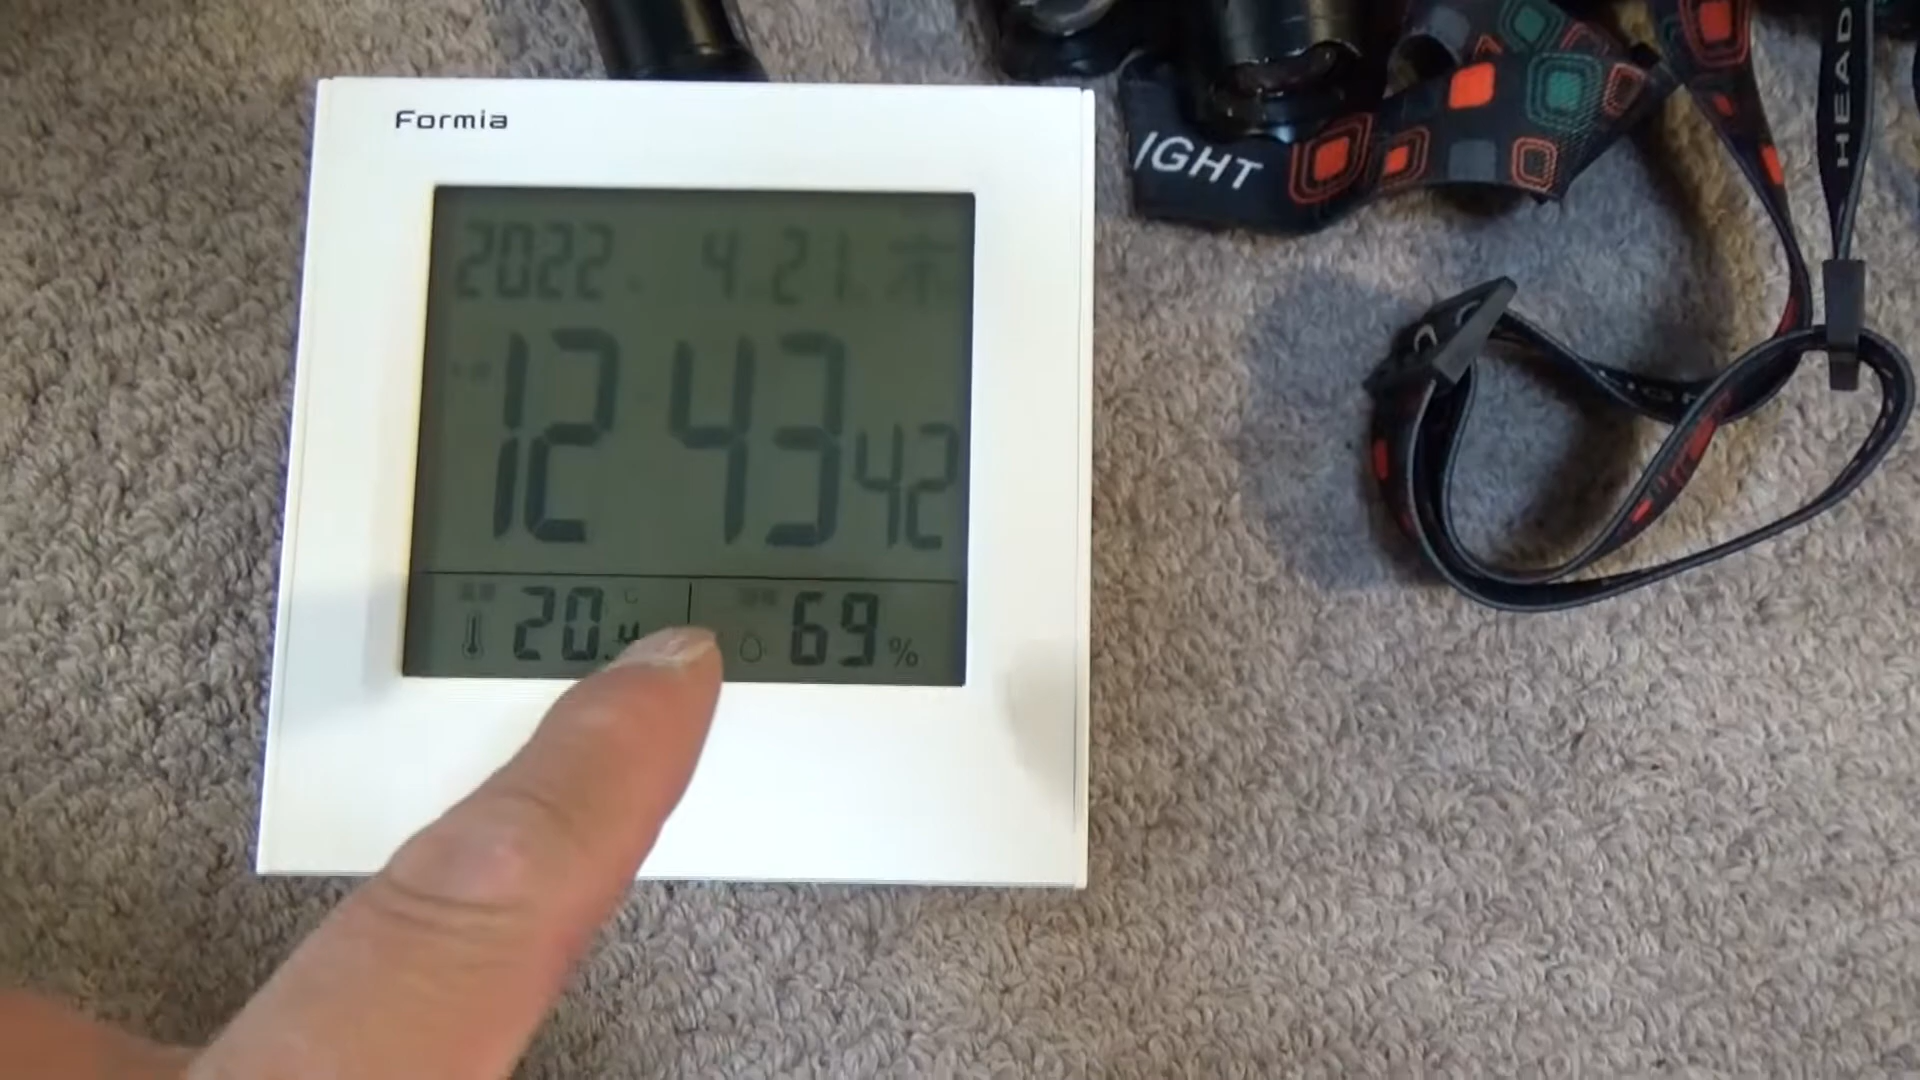 Formia
2022. 4.21. 木
12 43 42
20.4 ℃ 69 %
IGHT
HEAD